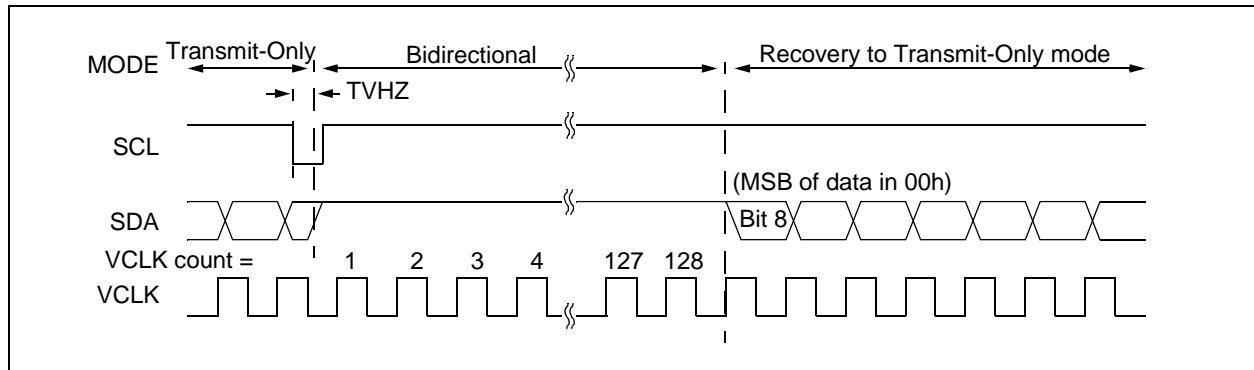 Transmit-Only Bidirectional Recovery to Transmit-Only mode
MODE
TVHZ
SCL
(MSB of data in 00h)
SDA Bit 8
VCLK count = 1 2 3 4 127 128
VCLK